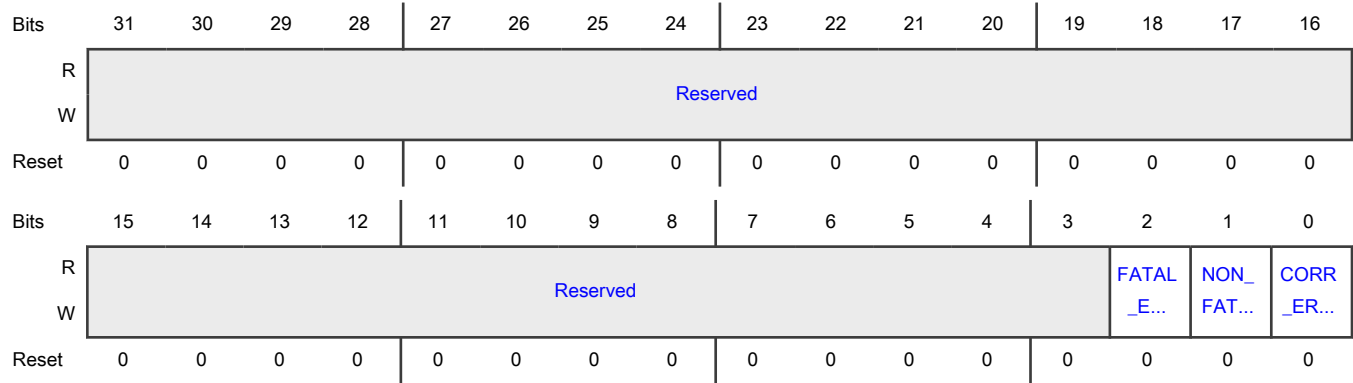 Bits 31 30 29 28 27 26 25 24 23 22 21 20 19 18 17 16
R
Reserved
W
Reset 0 0 0 0 0 0 0 0 0 0 0 0 0 0 0 0
Bits 15 14 13 12 11 10 9 8 7 6 5 4 3 2 1 0
R
Reserved
FATAL
_E...
NON_
FAT...
CORR
_ER...
W
Reset 0 0 0 0 0 0 0 0 0 0 0 0 0 0 0 0